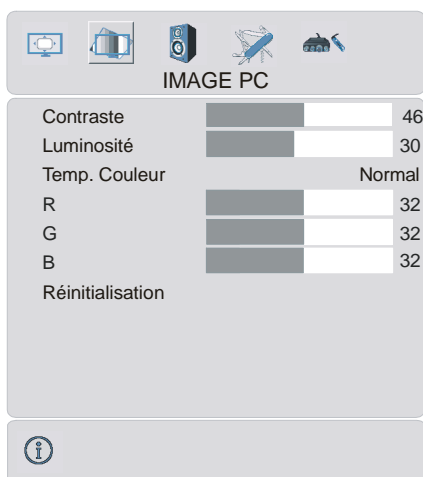 IMAGE PC
Contraste 46
Luminosité 30
Temp. Couleur Normal
R 32
G 32
B 32
Réinitialisation